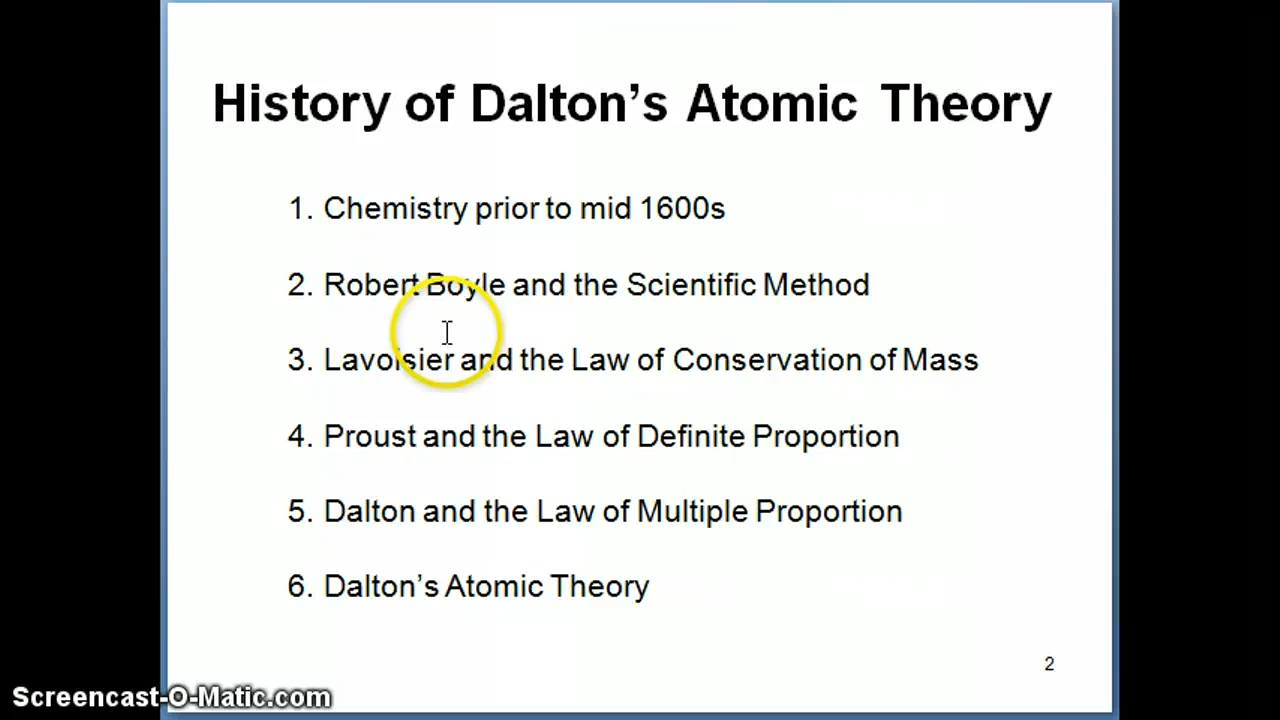 History of Dalton’s Atomic Theory
1. Chemistry prior to mid 1600s
2. Robert Boyle and the Scientific Method
3. Lavoisier and the Law of Conservation of Mass
4. Proust and the Law of Definite Proportion
5. Dalton and the Law of Multiple Proportion
6. Dalton’s Atomic Theory
2
Screencast-O-Matic.com